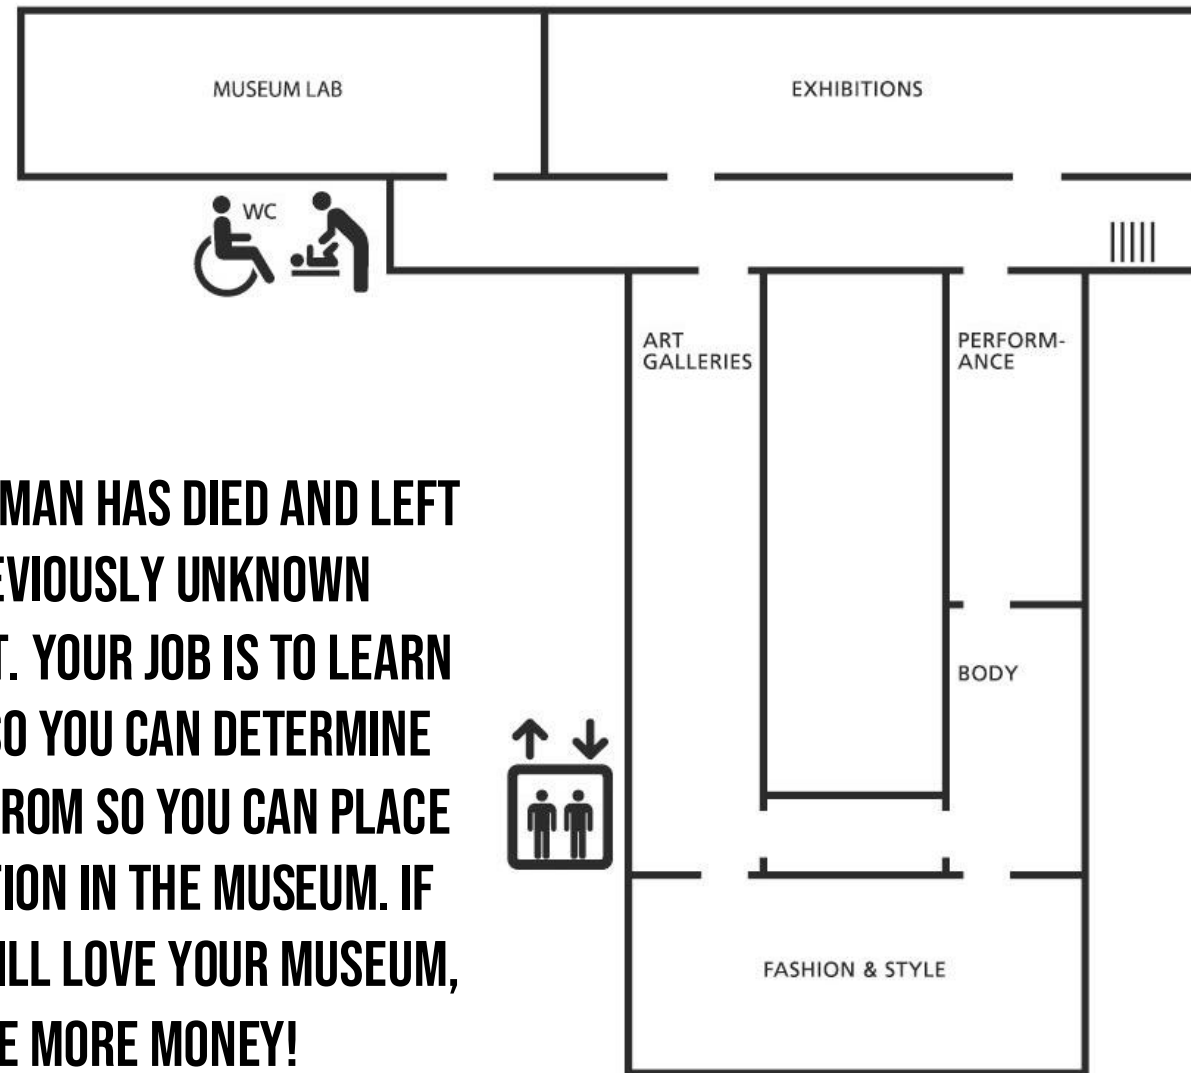 MUSEUM LAB
EXHIBITIONS
WC
ART
GALLERIES
PERFORM-
ANCE
MAN HAS DIED AND LEFT
EVIOUSLY UNKNOWN
T. YOUR JOB IS TO LEARN
SO YOU CAN DETERMINE
ROM SO YOU CAN PLACE
TION IN THE MUSEUM. IF
ILL LOVE YOUR MUSEUM,
E MORE MONEY!
BODY
FASHION & STYLE